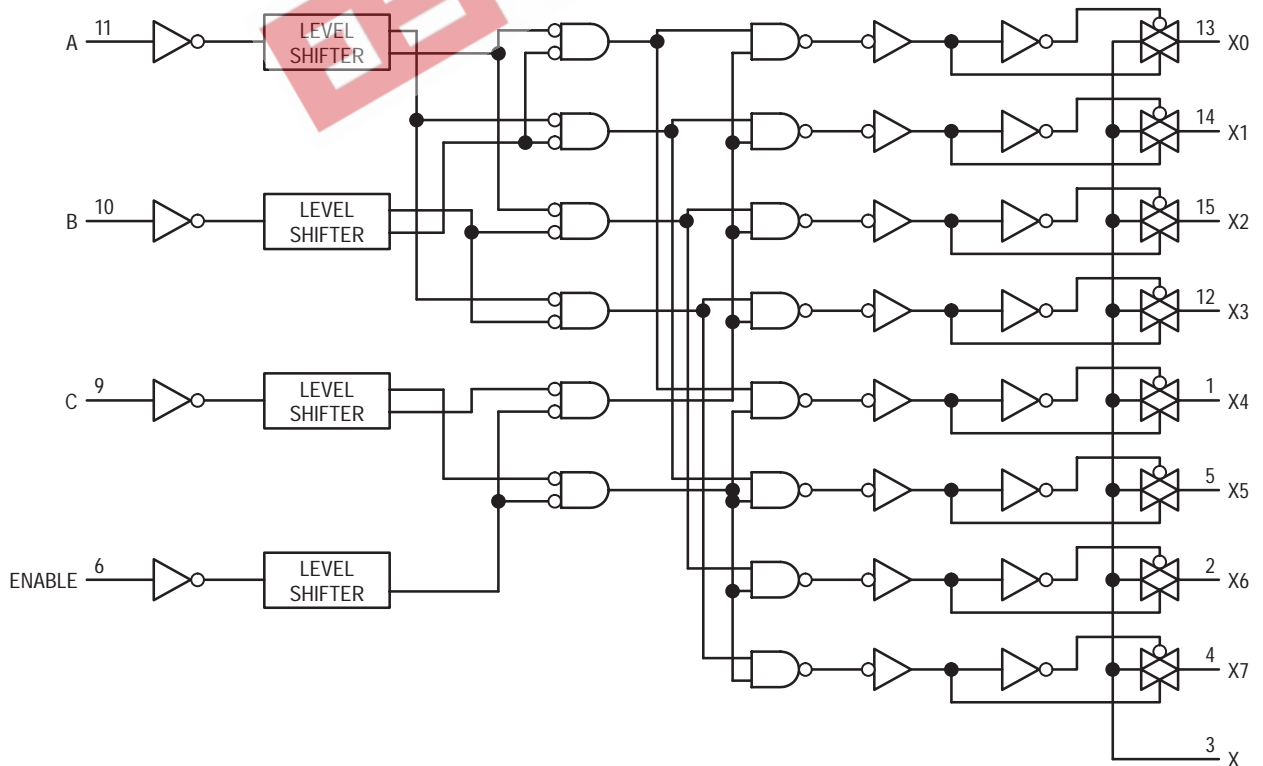 A 11 LEVEL SHIFTER 13 X0
14 X1
B 10 LEVEL SHIFTER 15 X2
12 X3
C 9 LEVEL SHIFTER 1 X4
5 X5
ENABLE 6 LEVEL SHIFTER 2 X6
4 X7
3 X